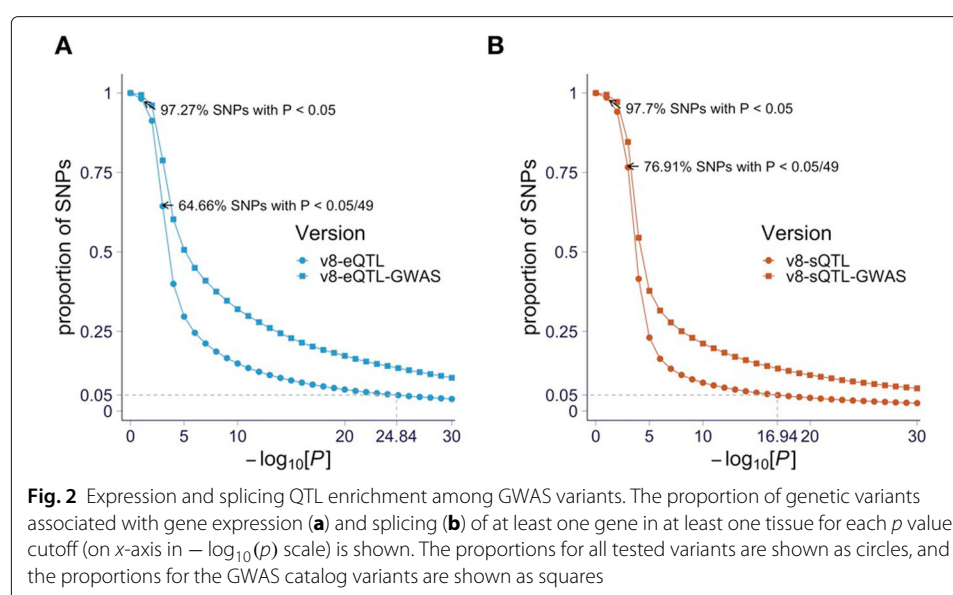 A
proportion of SNPs
1
0.75
0.5
0.25
0.05
0
97.27% SNPs with P < 0.05
64.66% SNPs with P < 0.05/49
Version
v8-eQTL
v8-eQTL-GWAS
0 5 10 20 24.84 30
−log10[P]
B
proportion of SNPs
1
0.75
0.5
0.25
0.05
0
97.7% SNPs with P < 0.05
76.91% SNPs with P < 0.05/49
Version
v8-sQTL
v8-sQTL-GWAS
0 5 10 16.94 20 30
−log10[P]
Fig. 2 Expression and splicing QTL enrichment among GWAS variants. The proportion of genetic variants
associated with gene expression (a) and splicing (b) of at least one gene in at least one tissue for each p value
cutoff (on x-axis in − log10(p) scale) is shown. The proportions for all tested variants are shown as circles, and
the proportions for the GWAS catalog variants are shown as squares